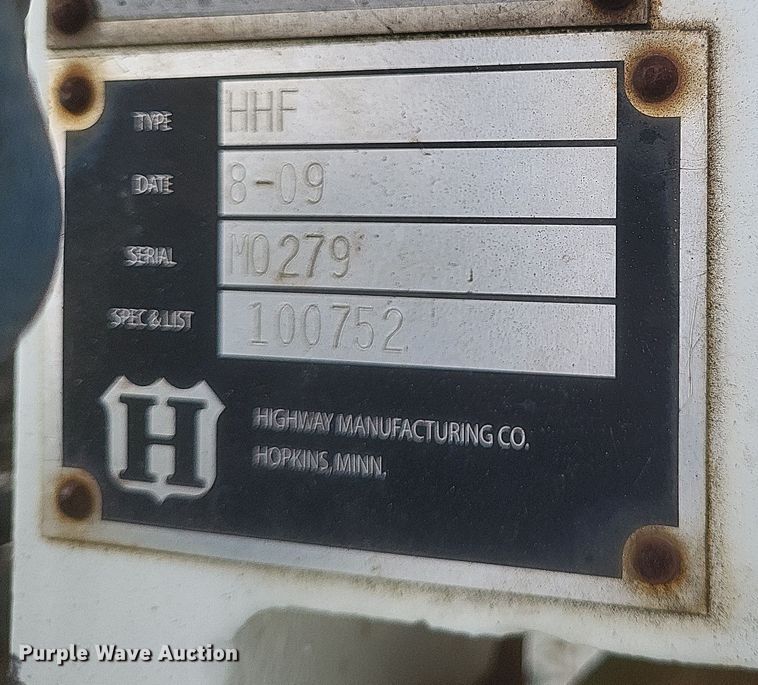 TYPE HHF
DATE 8-09
SERIAL M0279
SPEC & LIST 100752
H
HIGHWAY MANUFACTURING CO.
HOPKINS, MINN.
Purple Wave Auction